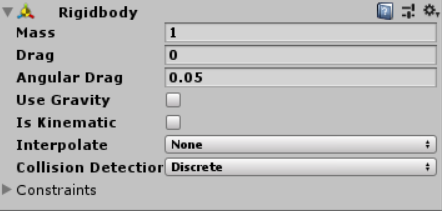 Rigidbody
Mass 1
Drag 0
Angular Drag 0.05
Use Gravity
Is Kinematic
Interpolate None
Collision Detection Discrete
Constraints